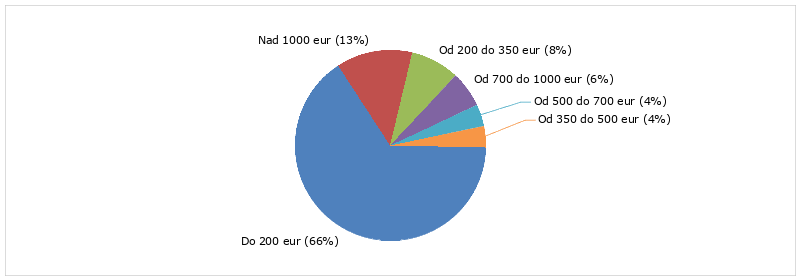 Nad 1000 eur (13%)
Od 200 do 350 eur (8%)
Od 700 do 1000 eur (6%)
Od 500 do 700 eur (4%)
Od 350 do 500 eur (4%)
Do 200 eur (66%)